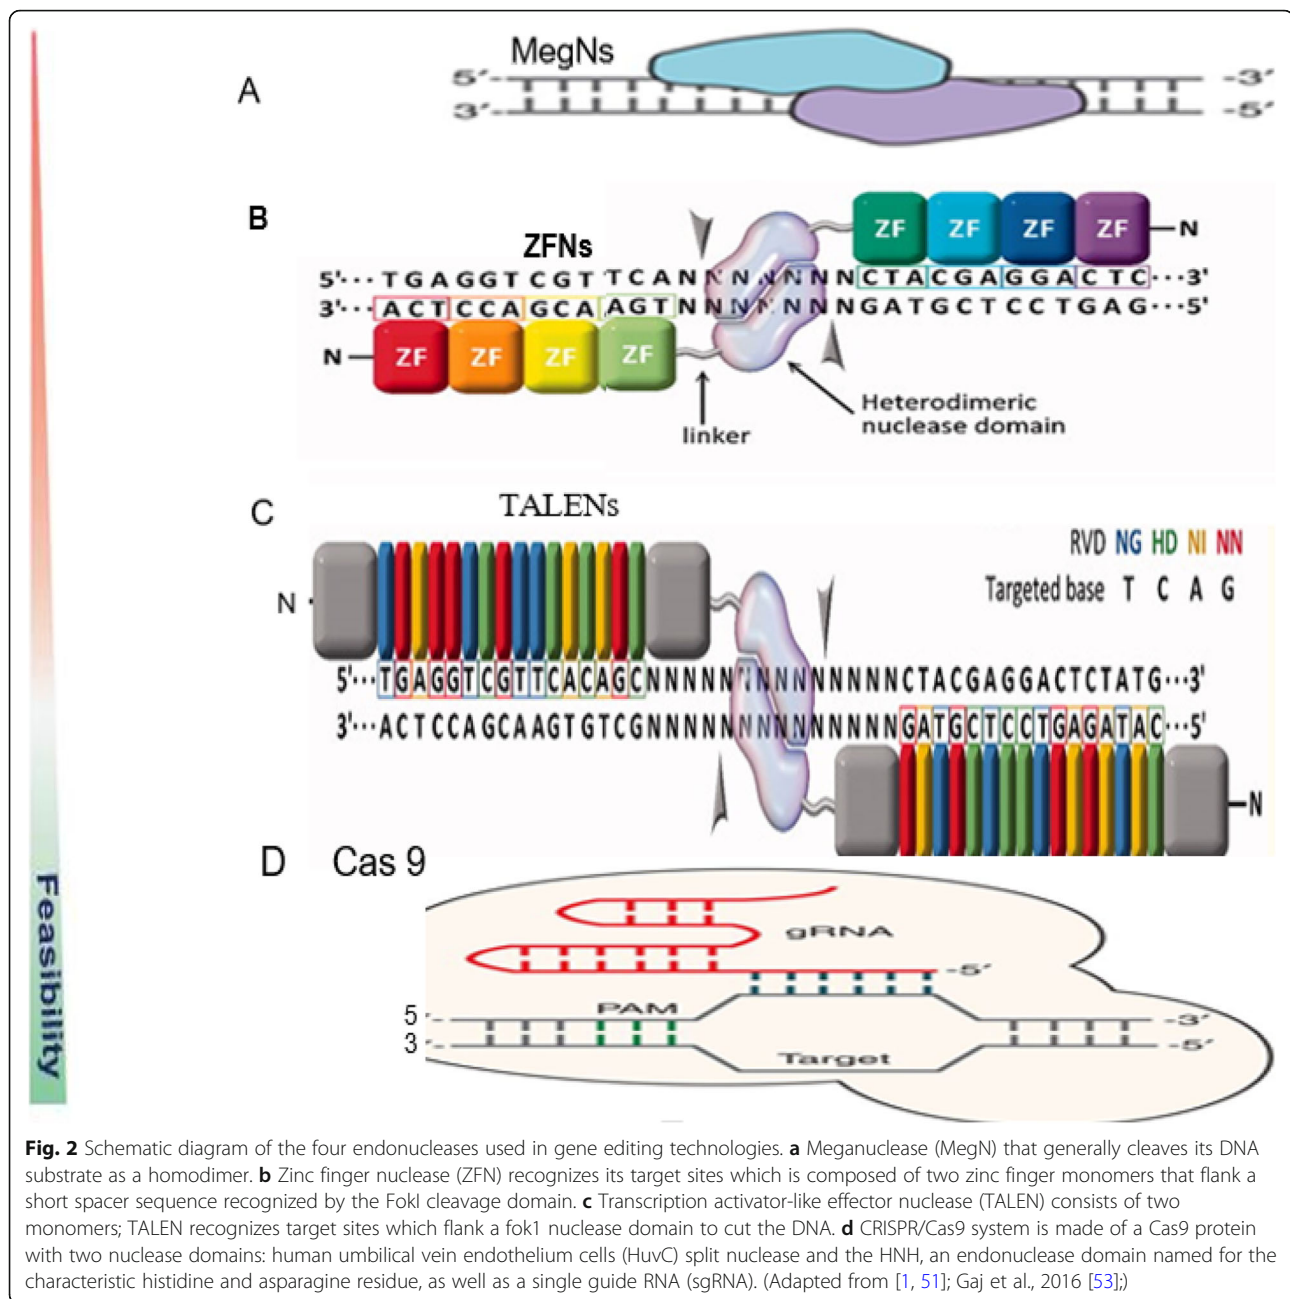 A
MegNs
5′-
-3′
3′-
-5′
B
ZFNs
ZF ZF ZF ZF
N
5'···TGAGGTCGTTCANNNNNNNCTACGAGGACTC···3'
3'···ACTCCAGCAAGTNNNNNNNGATGCTCCTGAG···5'
N
ZF ZF ZF ZF
linker
Heterodimeric
nuclease domain
C
TALENs
RVD NG HD NI NN
Targeted base T C A G
N
5'···TGAGGTCGTTCACAGCNNNNNNNNNNNNNNNCTACGAGGACTCTATG···3'
3'···ACTCCAGCAAGTGTCGNNNNNNNNNNNNNNNGATGCTCCTGAGATAC···5'
N
D
Cas 9
gRNA
-5′
PAM
5
-3′
3
-5′
Target
Feasibility
Fig. 2 Schematic diagram of the four endonucleases used in gene editing technologies. a Meganuclease (MegN) that generally cleaves its DNA
substrate as a homodimer. b Zinc finger nuclease (ZFN) recognizes its target sites which is composed of two zinc finger monomers that flank a
short spacer sequence recognized by the FokI cleavage domain. c Transcription activator-like effector nuclease (TALEN) consists of two
monomers; TALEN recognizes target sites which flank a fok1 nuclease domain to cut the DNA. d CRISPR/Cas9 system is made of a Cas9 protein
with two nuclease domains: human umbilical vein endothelium cells (HuvC) split nuclease and the HNH, an endonuclease domain named for the
characteristic histidine and asparagine residue, as well as a single guide RNA (sgRNA). (Adapted from [1, 51]; Gaj et al., 2016 [53];)